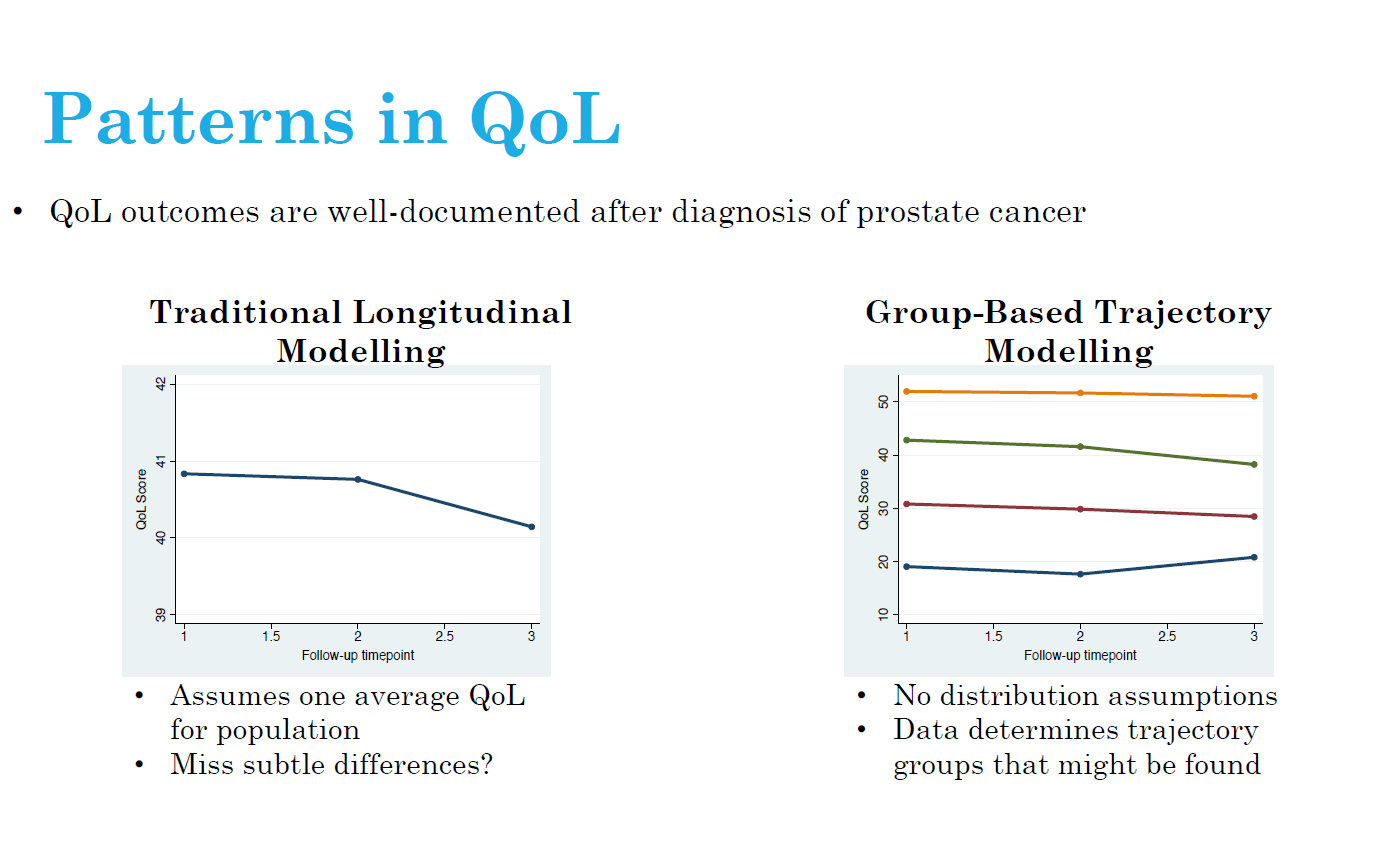 Patterns in QoL
• QoL outcomes are well-documented after diagnosis of prostate cancer
Traditional Longitudinal
Modelling
42
41
40
39
QoL Score
1 1.5 2 2.5 3
Follow-up timepoint
• Assumes one average QoL
for population
• Miss subtle differences?
Group-Based Trajectory
Modelling
50
40
30
20
10
QoL Score
1 1.5 2 2.5 3
Follow-up timepoint
• No distribution assumptions
• Data determines trajectory
groups that might be found